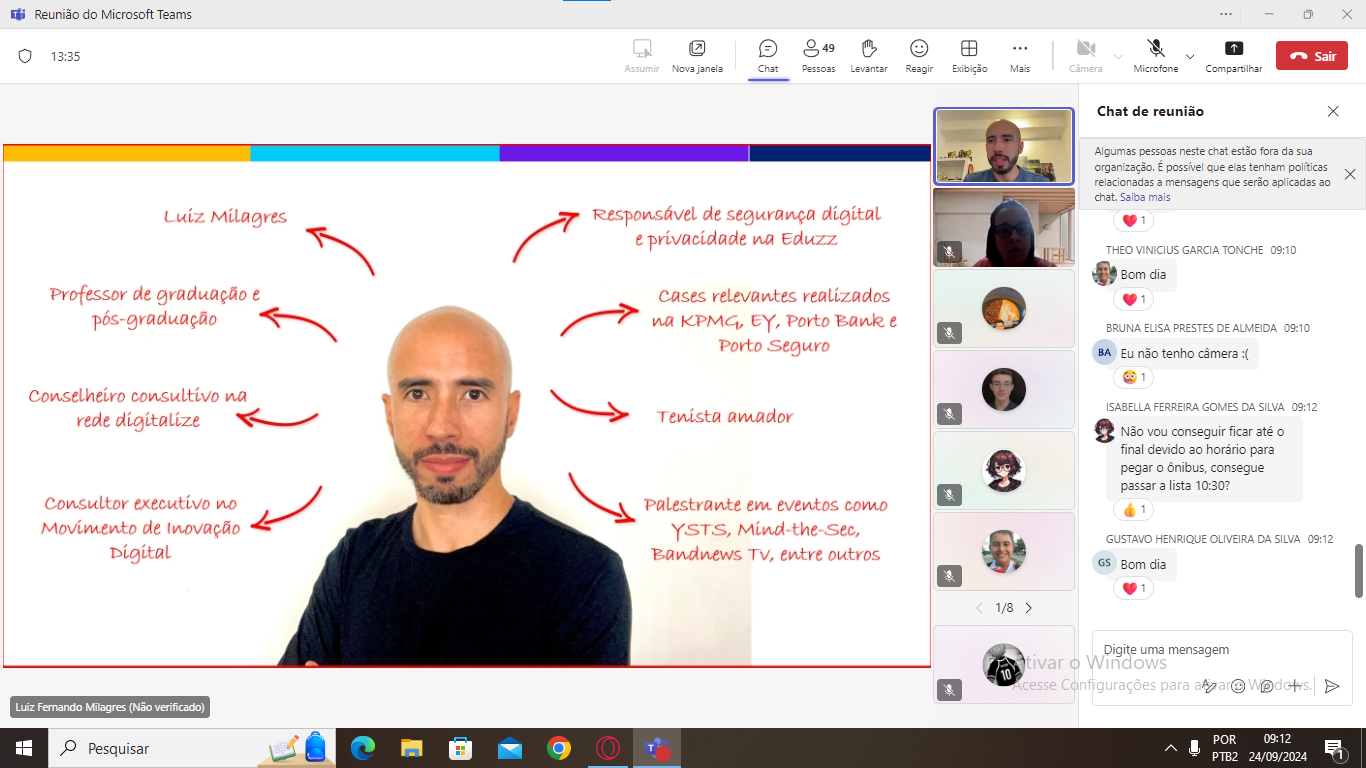 Reunião do Microsoft Teams
13:35
Assumir
Nova janela
Chat
49
Pessoas
Levantar
Reagir
Exibição
Mais
Câmera
Microfone
Compartilhar
Sair
Luiz Milagres
Professor de graduação e
pós-graduação
Conselheiro consultivo na
rede digitalize
Consultor executivo no
Movimento de Inovação
Digital
Responsável de segurança digital
e privacidade na Eduzz
Cases relevantes realizados
na KPMG, EY, Porto Bank e
Porto Seguro
Tenista amador
Palestrante em eventos como
YSTS, Mind-the-Sec,
Bandnews Tv, entre outros
Luiz Fernando Milagres (Não verificado)
10
1/8
Chat de reunião
Algumas pessoas neste chat estão fora da sua
organização. É possível que elas tenham políticas
relacionadas a mensagens que serão aplicadas ao
chat. Saiba mais
1
THEO VINICIUS GARCIA TONCHE 09:10
Bom dia
1
BRUNA ELISA PRESTES DE ALMEIDA 09:10
BA
Eu não tenho câmera :(
1
ISABELLA FERREIRA GOMES DA SILVA 09:12
Não vou conseguir ficar até o
final devido ao horário para
pegar o ônibus, consegue
passar a lista 10:30?
1
GUSTAVO HENRIQUE OLIVEIRA DA SILVA 09:12
GS
Bom dia
1
Digite uma mensagem
Ativar o Windows
Acesse Configurações para ativar o Windows.
Pesquisar
POR
PTB2
09:12
24/09/2024
1